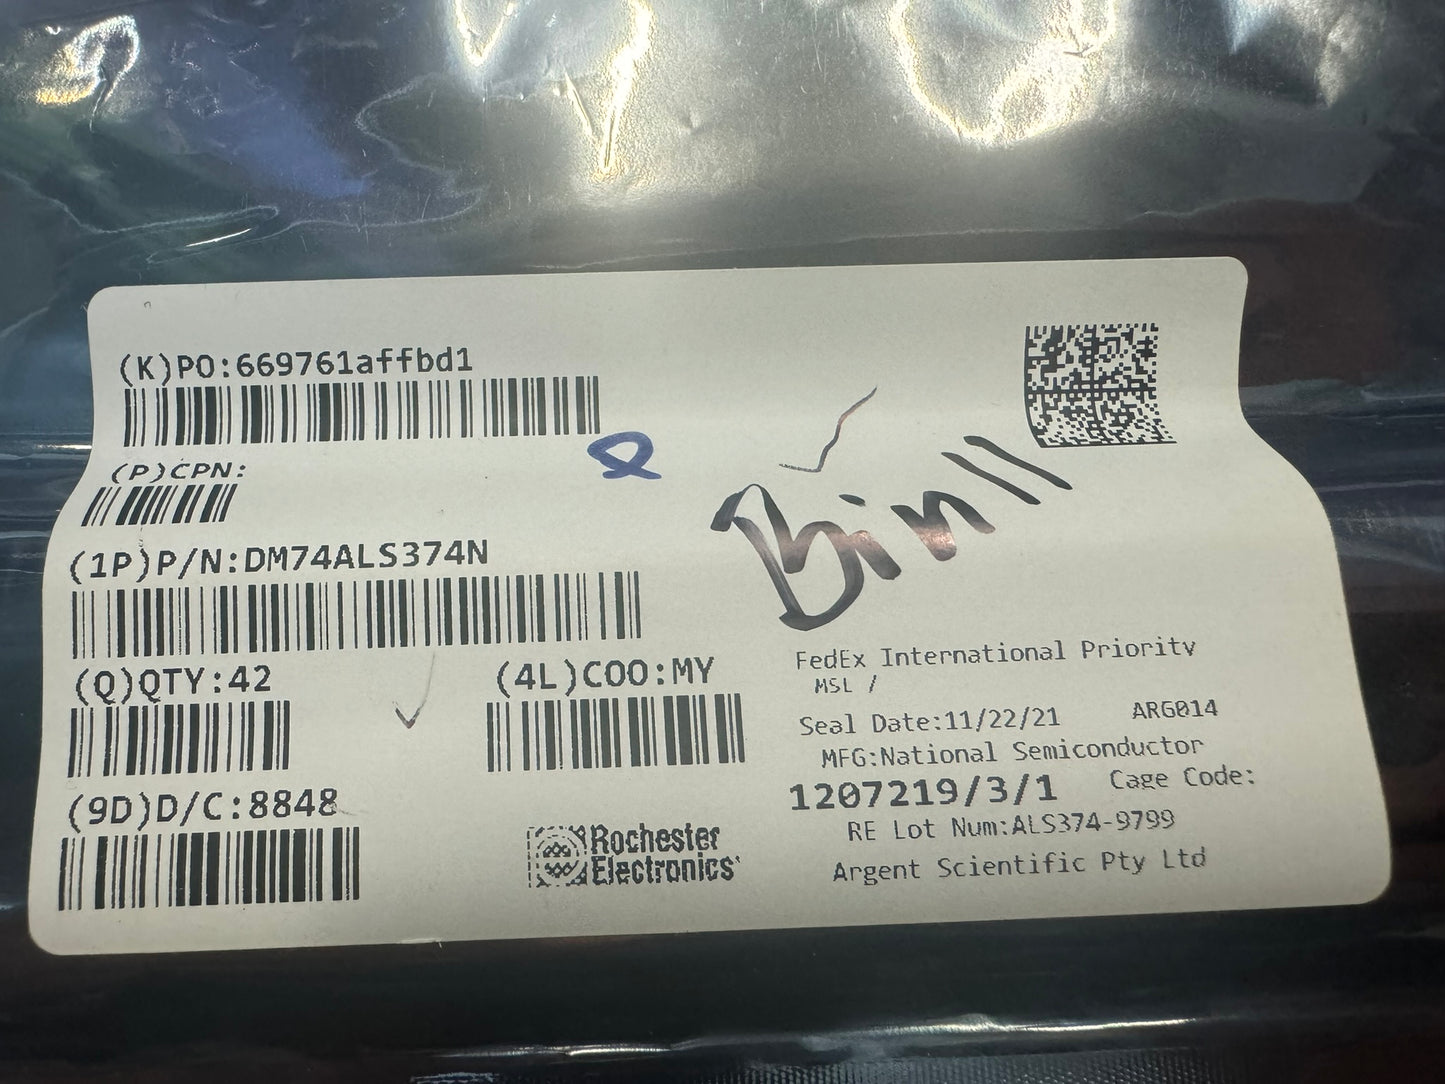 (K)PO:669761affbd1
(P)CPN:
(1P)P/N:DM74ALS374N
(Q)QTY:42
(4L)COO:MY
(9D)D/C:8848
Rochester
Electronics
Bin 11
FedEx International Priority
MSL /
Seal Date:11/22/21 ARG014
MFG:National Semiconductor
1207219/3/1 Cage Code:
RE Lot Num:ALS374-9799
Argent Scientific Pty Ltd